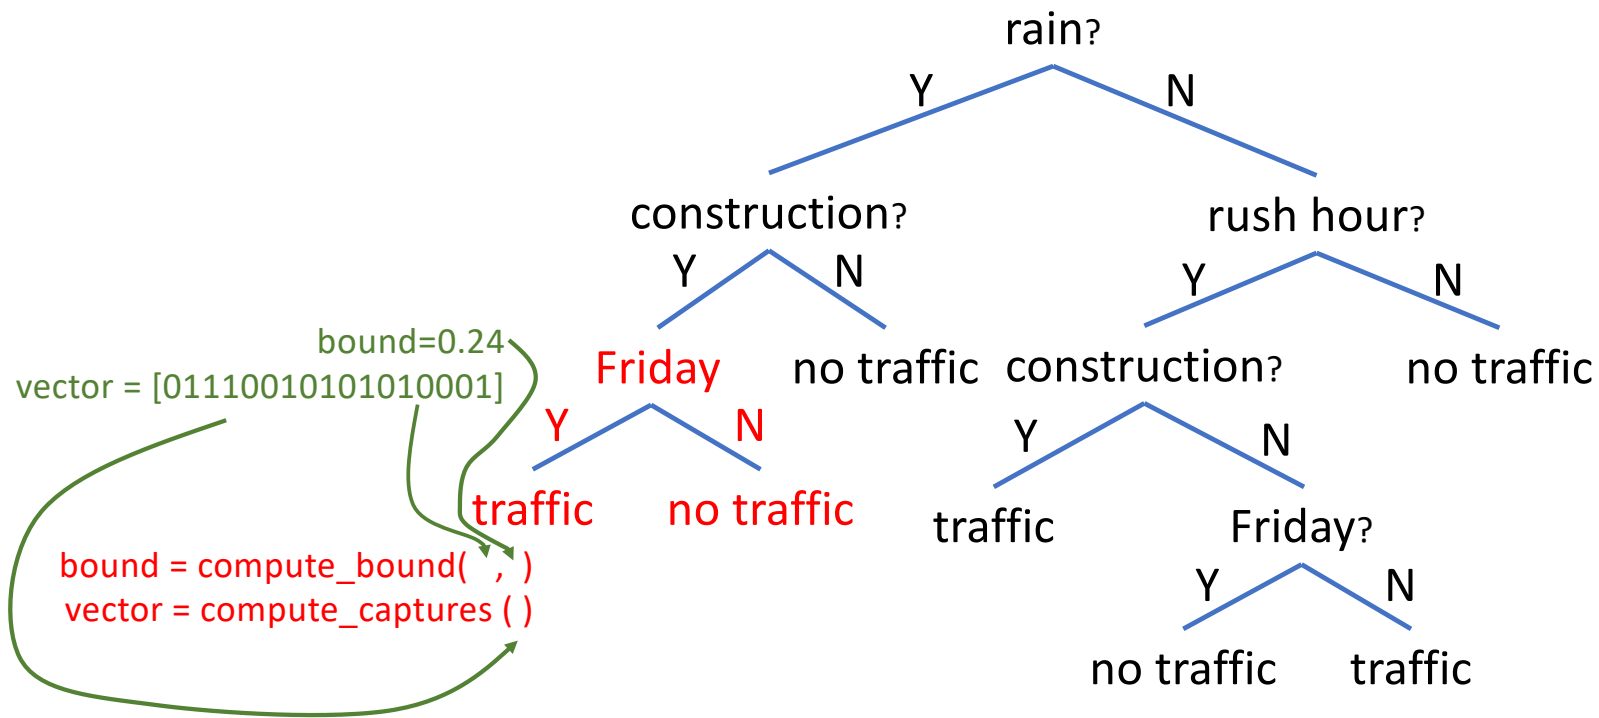 rain?
Y
N
construction?
rush hour?
Y
N
Y
N
bound=0.24
vector = [01110010101010001]
Friday
no traffic
construction?
no traffic
Y
N
Y
N
traffic
no traffic
traffic
Friday?
bound = compute_bound( , )
vector = compute_captures ( )
Y
N
no traffic
traffic